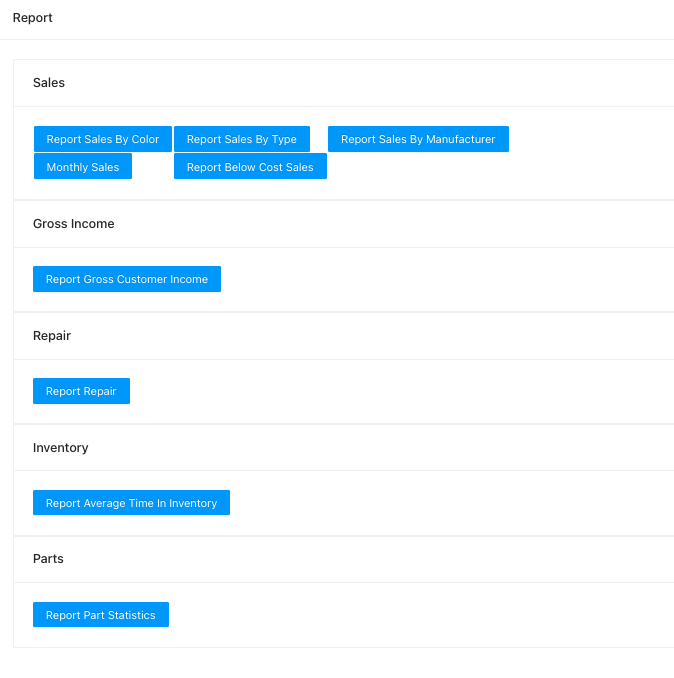 Report
Sales
Report Sales By Color Report Sales By Type Report Sales By Manufacturer
Monthly Sales Report Below Cost Sales
Gross Income
Report Gross Customer Income
Repair
Report Repair
Inventory
Report Average Time In Inventory
Parts
Report Part Statistics